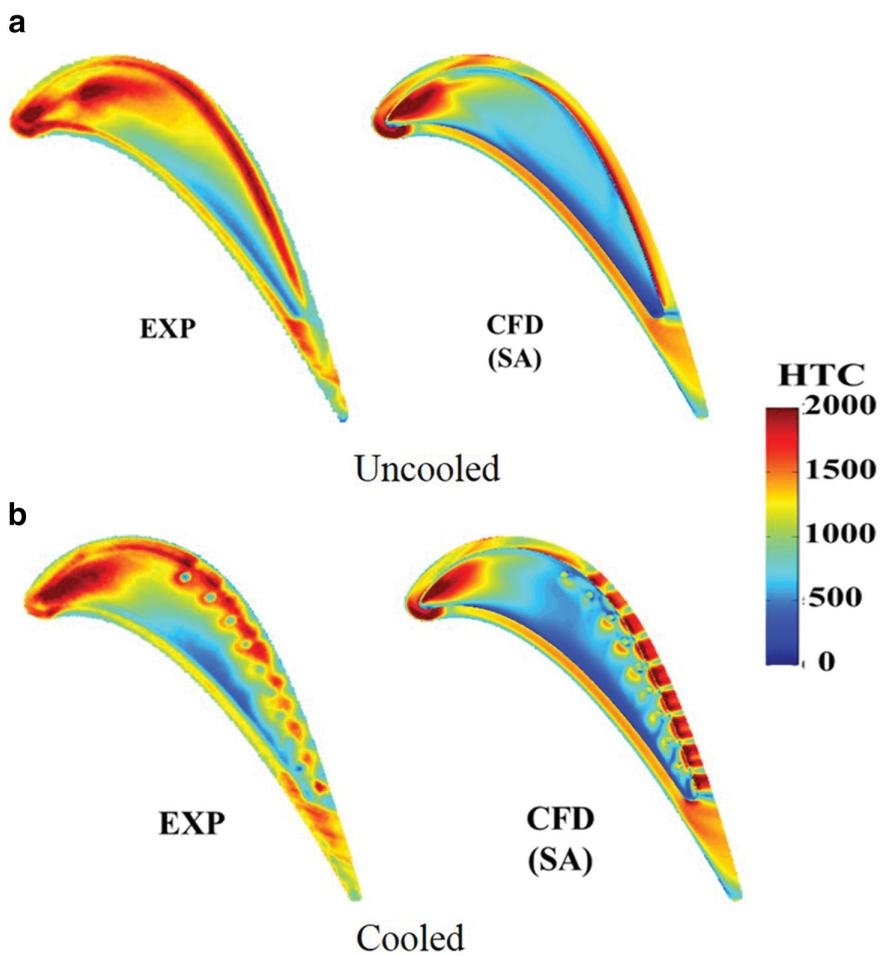 a
EXP
CFD
(SA)
HTC
2000
1500
1000
500
0
Uncooled
b
EXP
CFD
(SA)
Cooled